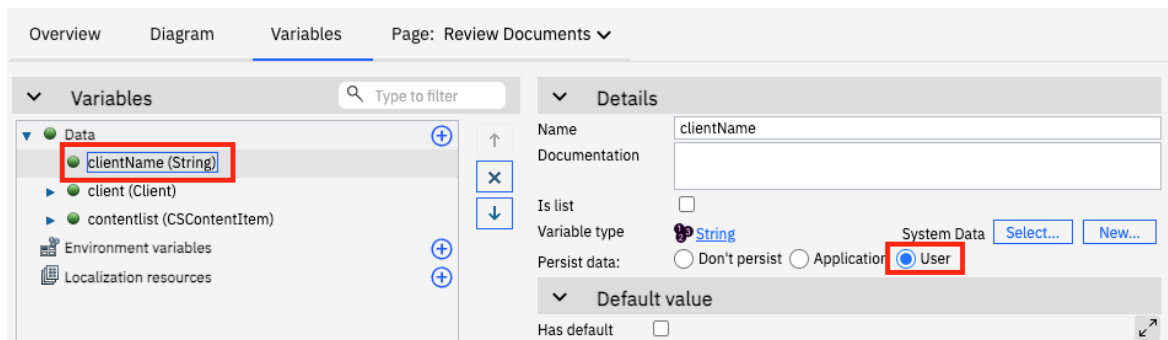 Overview Diagram Variables Page: Review Documents
Variables Type to filter
Data
clientName (String)
client (Client)
contentlist (CSContentItem)
Environment variables
Localization resources
Details
Name clientName
Documentation
Is list
Variable type String System Data Select... New...
Persist data: Don't persist Application User
Default value
Has default